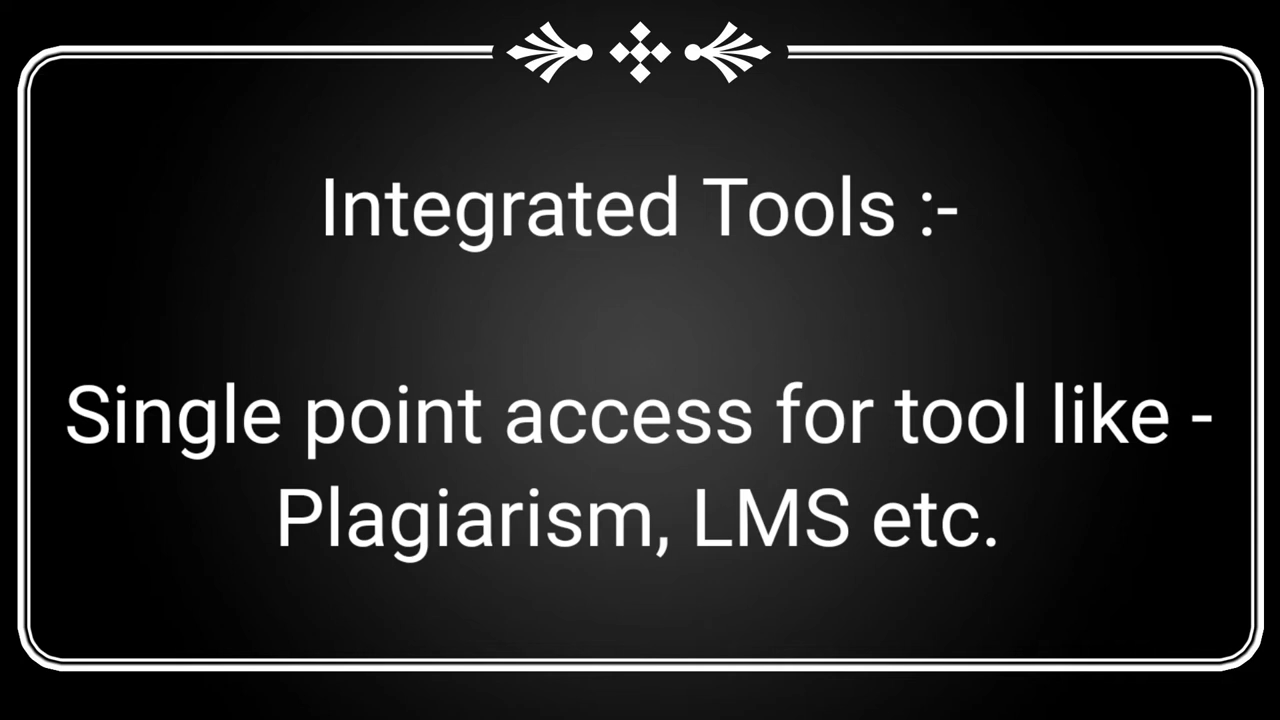 Integrated Tools :-
Single point access for tool like -
Plagiarism, LMS etc.